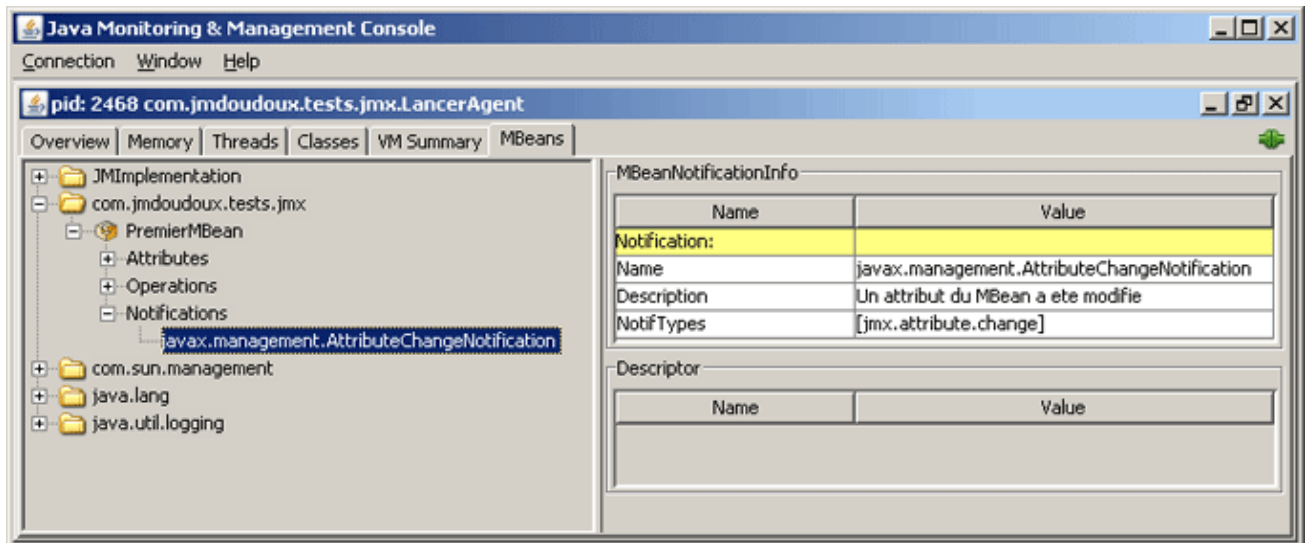 Java Monitoring & Management Console
Connection Window Help
pid: 2468 com.jmdoudoux.tests.jmx.LancerAgent
Overview Memory Threads Classes VM Summary MBeans
JMImplementation
com.jmdoudoux.tests.jmx
PremierMBean
Attributes
Operations
Notifications
javax.management.AttributeChangeNotification
com.sun.management
java.lang
java.util.logging
MBeanNotificationInfo
Name Value
Notification:
Name javax.management.AttributeChangeNotification
Description Un attribut du MBean a ete modifie
NotifTypes [jmx.attribute.change]
Descriptor
Name Value